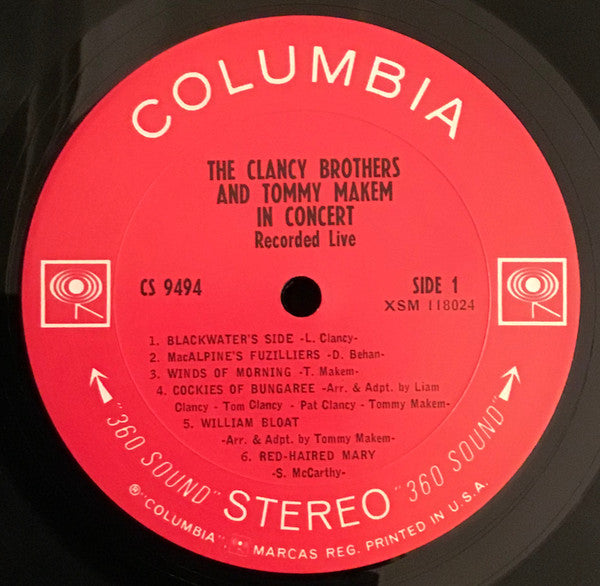 COLUMBIA
THE CLANCY BROTHERS
AND TOMMY MAKEM
IN CONCERT
Recorded Live
CS 9494
SIDE 1
XSM 118024
1. BLACKWATER'S SIDE -L. Clancy-
2. MacALPINE'S FUZILLIERS -D. Behan-
3. WINDS OF MORNING -T. Makem-
4. COCKIES OF BUNGAREE -Arr. & Adpt. by Liam
Clancy - Tom Clancy - Pat Clancy - Tommy Makem-
5. WILLIAM BLOAT
-Arr. & Adpt. by Tommy Makem-
6. RED-HAIRED MARY
-S. McCarthy-
"360 SOUND" STEREO "360 SOUND"
® "COLUMBIA", MARCAS REG. PRINTED IN U.S.A.